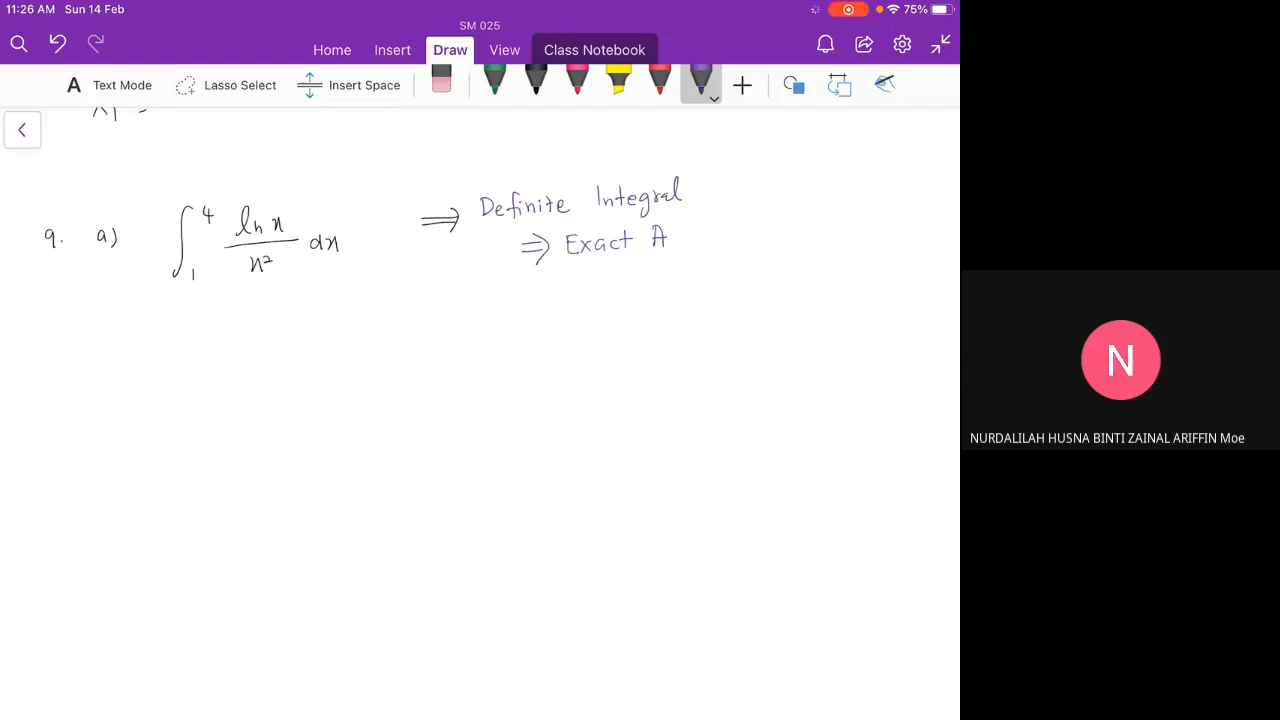 11:26 AM Sun 14 Feb
75%
SM 025
Home Insert Draw View Class Notebook
A Text Mode Lasso Select Insert Space
9. a) ∫₁⁴ ln x / x² dx ⟹ Definite Integral
⟹ Exact A
N
NURDALILAH HUSNA BINTI ZAINAL ARIFFIN Moe